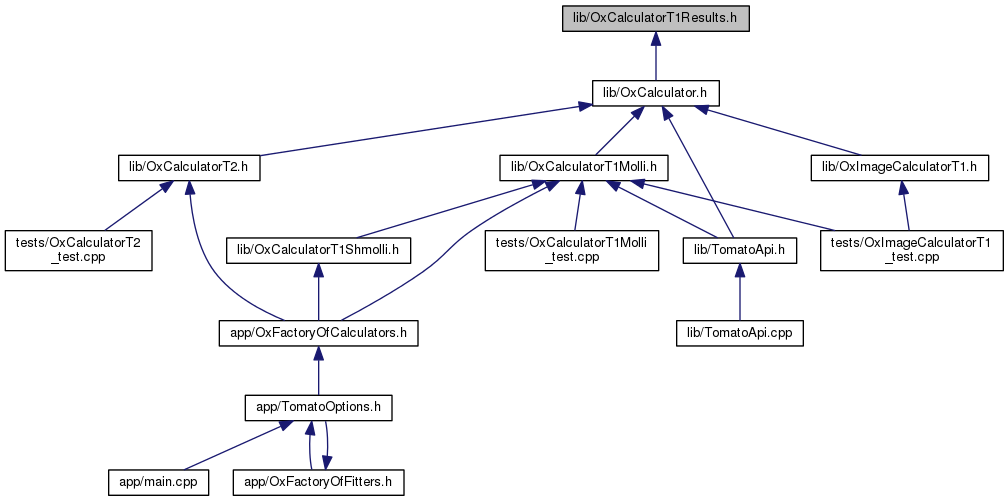 lib/OxCalculatorT1Results.h
lib/OxCalculator.h
lib/OxCalculatorT2.h
lib/OxCalculatorT1Molli.h
lib/OxImageCalculatorT1.h
tests/OxCalculatorT2
_test.cpp
lib/OxCalculatorT1Shmolli.h
tests/OxCalculatorT1Molli
_test.cpp
lib/TomatoApi.h
tests/OxImageCalculatorT1
_test.cpp
app/OxFactoryOfCalculators.h
lib/TomatoApi.cpp
app/TomatoOptions.h
app/main.cpp
app/OxFactoryOfFitters.h